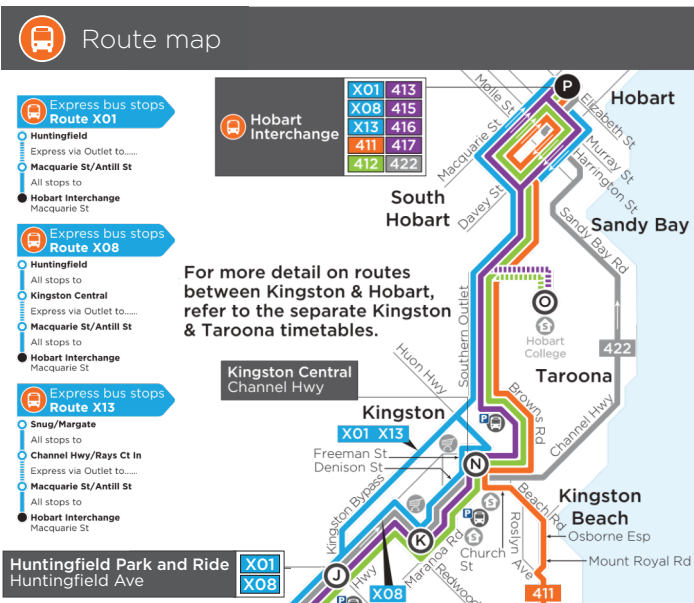 Route map
Express bus stops
Route X01
Huntingfield
Express via Outlet to......
Macquarie St/Antill St
All stops to
Hobart Interchange
Macquarie St
Express bus stops
Route X08
Huntingfield
All stops to
Kingston Central
Express via Outlet to......
Macquarie St/Antill St
All stops to
Hobart Interchange
Macquarie St
Express bus stops
Route X13
Snug/Margate
All stops to
Channel Hwy/Rays Ct In
Express via Outlet to......
Macquarie St/Antill St
All stops to
Hobart Interchange
Macquarie St
Hobart
Interchange
X01 413
X08 415
X13 416
411 417
412 422
P
Hobart
Molle St
Elizabeth St
Macquarie St
Murray St
Harrington St
Davey St
South
Hobart
Sandy Bay
Sandy Bay Rd
For more detail on routes
between Kingston & Hobart,
refer to the separate Kingston
& Taroona timetables.
O
S
Hobart
College
Southern Outlet
422
Taroona
Huon Hwy
Kingston Central
Channel Hwy
Browns Rd
Channel Hwy
Kingston
P
X01 X13
Freeman St
Denison St
N
Kingston Bypass
Beach Rd
Kingston
Beach
Osborne Esp
S
P
S
Roslyn Ave
Church
St
K
Maranoa Rd
Mount Royal Rd
Huntingfield Park and Ride
Huntingfield Ave
X01
X08
J
Hwy
P
X08
411